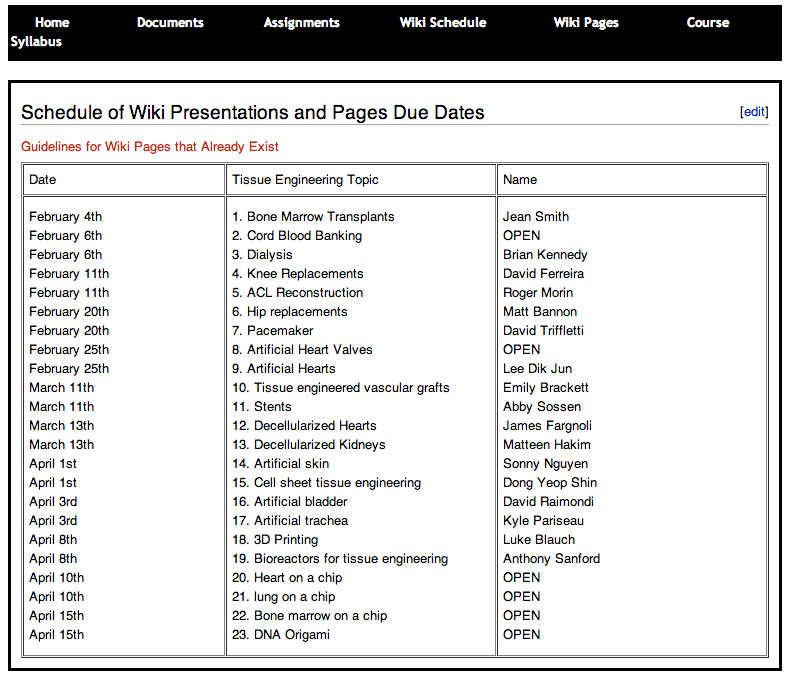 Home Documents Assignments Wiki Schedule Wiki Pages Course
Syllabus
Schedule of Wiki Presentations and Pages Due Dates [edit]
Guidelines for Wiki Pages that Already Exist
Date Tissue Engineering Topic Name
February 4th 1. Bone Marrow Transplants Jean Smith
February 6th 2. Cord Blood Banking OPEN
February 6th 3. Dialysis Brian Kennedy
February 11th 4. Knee Replacements David Ferreira
February 11th 5. ACL Reconstruction Roger Morin
February 20th 6. Hip replacements Matt Bannon
February 20th 7. Pacemaker David Triffletti
February 25th 8. Artificial Heart Valves OPEN
February 25th 9. Artificial Hearts Lee Dik Jun
March 11th 10. Tissue engineered vascular grafts Emily Brackett
March 11th 11. Stents Abby Sossen
March 13th 12. Decellularized Hearts James Fargnoli
March 13th 13. Decellularized Kidneys Matteen Hakim
April 1st 14. Artificial skin Sonny Nguyen
April 1st 15. Cell sheet tissue engineering Dong Yeop Shin
April 3rd 16. Artificial bladder David Raimondi
April 3rd 17. Artificial trachea Kyle Pariseau
April 8th 18. 3D Printing Luke Blauch
April 8th 19. Bioreactors for tissue engineering Anthony Sanford
April 10th 20. Heart on a chip OPEN
April 10th 21. lung on a chip OPEN
April 15th 22. Bone marrow on a chip OPEN
April 15th 23. DNA Origami OPEN